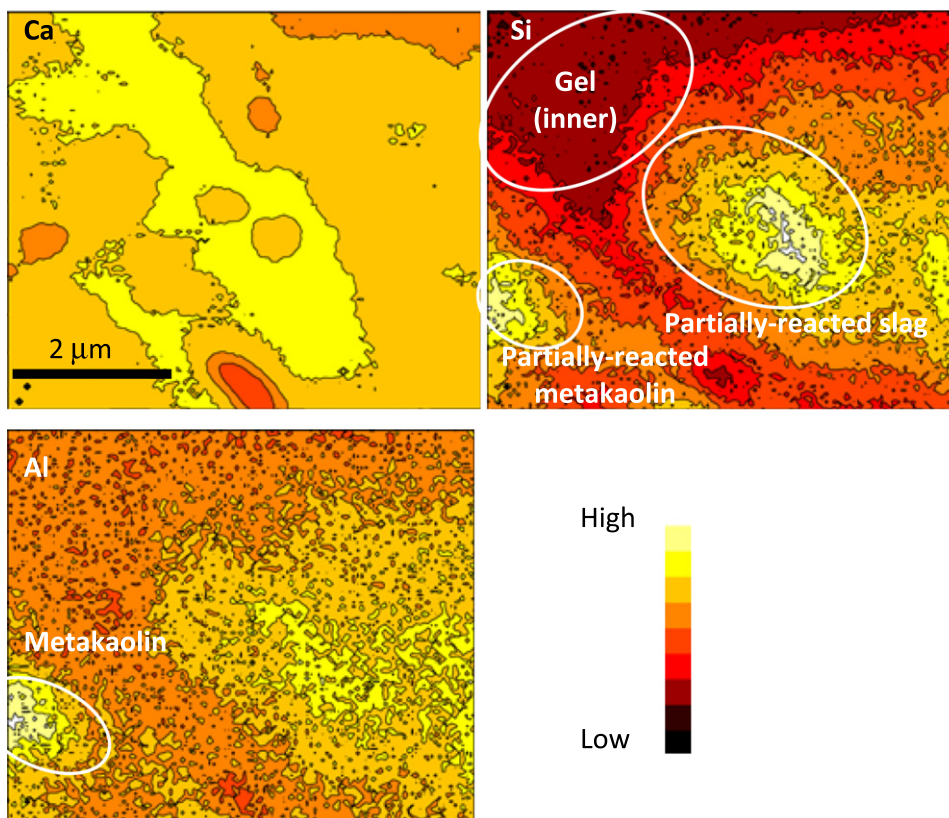 Ca
Si
Gel
(inner)
2 μm
Partially-reacted slag
Partially-reacted
metakaolin
Al
Metakaolin
High
Low